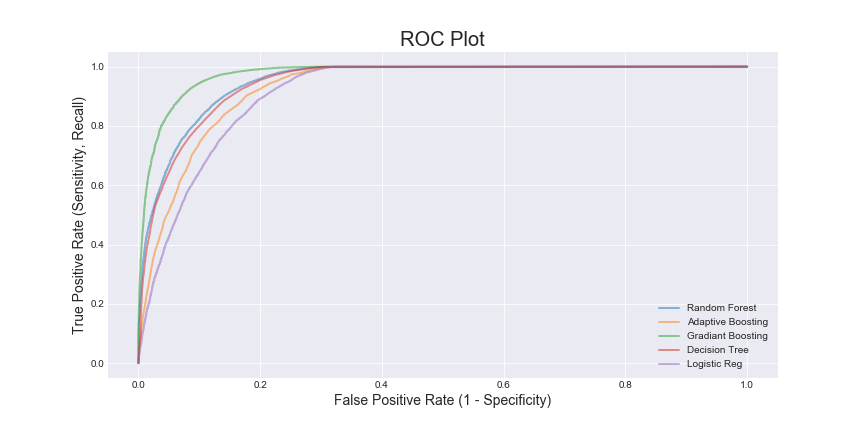 ROC Plot
True Positive Rate (Sensitivity, Recall)
1.0
0.8
0.6
0.4
0.2
0.0
Random Forest
Adaptive Boosting
Gradiant Boosting
Decision Tree
Logistic Reg
0.0 0.2 0.4 0.6 0.8 1.0
False Positive Rate (1 - Specificity)